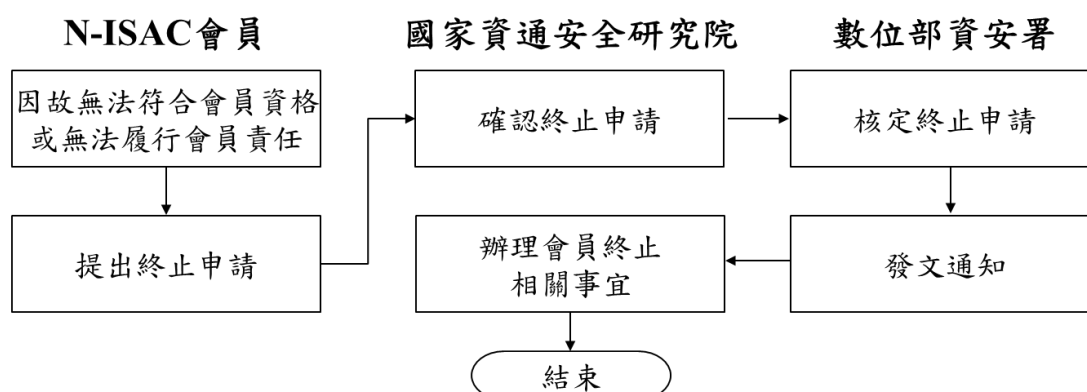 N-ISAC會員
國家資通安全研究院
數位部資安署
因故無法符合會員資格
或無法履行會員責任
確認終止申請
核定終止申請
提出終止申請
辦理會員終止
相關事宜
發文通知
結束